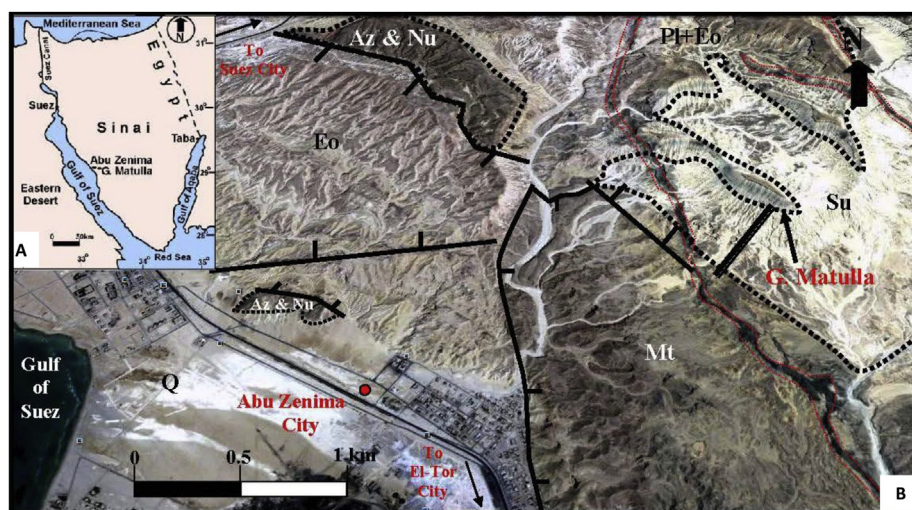 Mediterranean Sea
N
31
Suez Canal
Egypt
Suez
30
Sinai
Taba
Abu Zenima
G. Matulla
29
Eastern
Desert
Gulf of Suez
Gulf of Aqaba
28
0 50km
Red Sea
33 34 35
A
To
Suez City
Az & Nu
Pl+Eo
N
Eo
Su
G. Matulla
Az & Nu
Mt
Gulf
of
Suez
Q
Abu Zenima
City
0 0.5 1 km
To
El-Tor
City
B